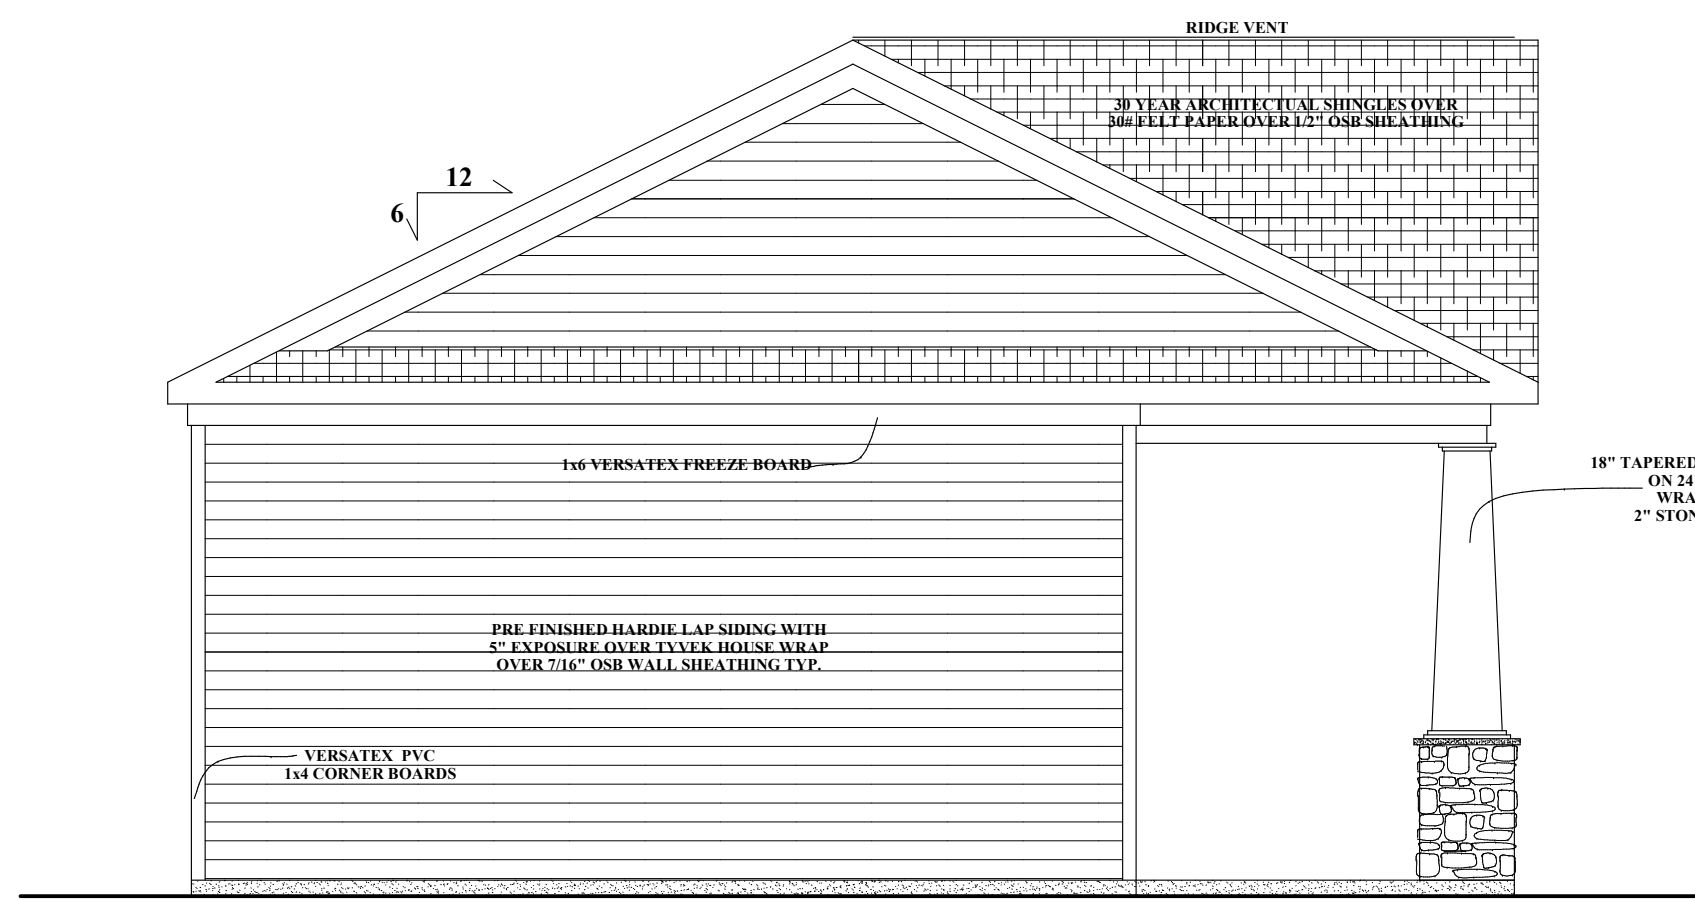 RIDGE VENT
30 YEAR ARCHITECTUAL SHINGLES OVER
30# FELT PAPER OVER 1/2" OSB SHEATHING
12
6
1x6 VERSATEX FREEZE BOARD
18" TAPERED
ON 24"
WRA
2" STON
PRE FINISHED HARDIE LAP SIDING WITH
5" EXPOSURE OVER TYVEK HOUSE WRAP
OVER 7/16" OSB WALL SHEATHING TYP.
VERSATEX PVC
1x4 CORNER BOARDS